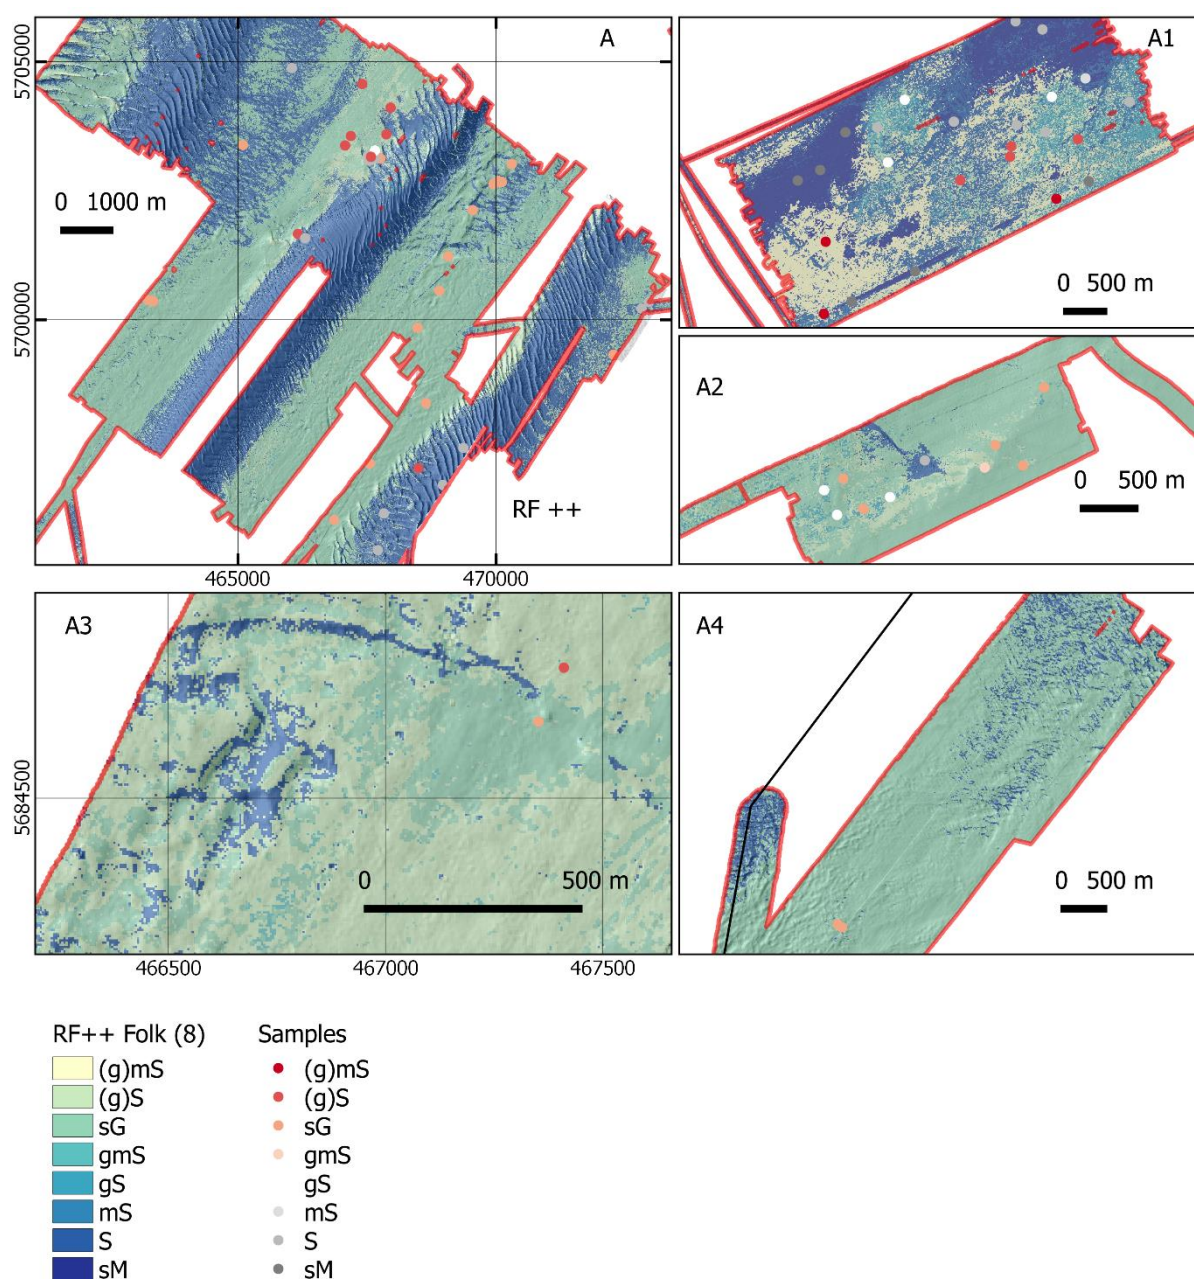 A
5705000
0 1000 m
5700000
RF ++
465000
470000
A1
0 500 m
A2
0 500 m
A3
5684500
0 500 m
466500
467000
467500
A4
0 500 m
RF++ Folk (8)
(g)mS
(g)S
sG
gmS
gS
mS
S
sM
Samples
(g)mS
(g)S
sG
gmS
gS
mS
S
sM